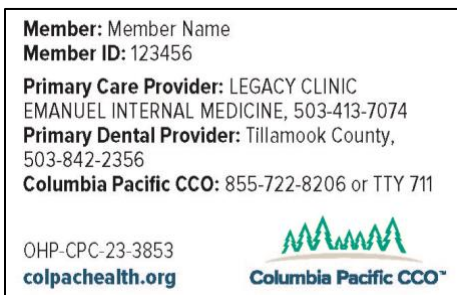 Member: Member Name
Member ID: 123456
Primary Care Provider: LEGACY CLINIC
EMANUEL INTERNAL MEDICINE, 503-413-7074
Primary Dental Provider: Tillamook County,
503-842-2356
Columbia Pacific CCO: 855-722-8206 or TTY 711
OHP-CPC-23-3853
colpachealth.org
Columbia Pacific CCO™